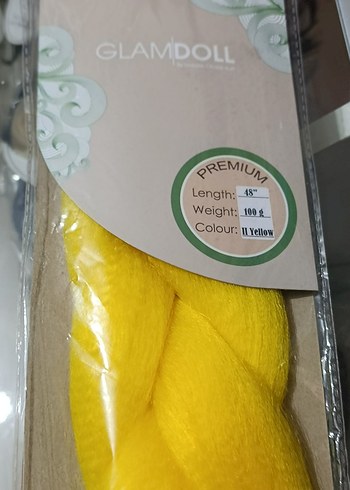 GLAMDOLL
PREMIUM
Length: 48"
Weight: 100 g
Colour: II Yellow